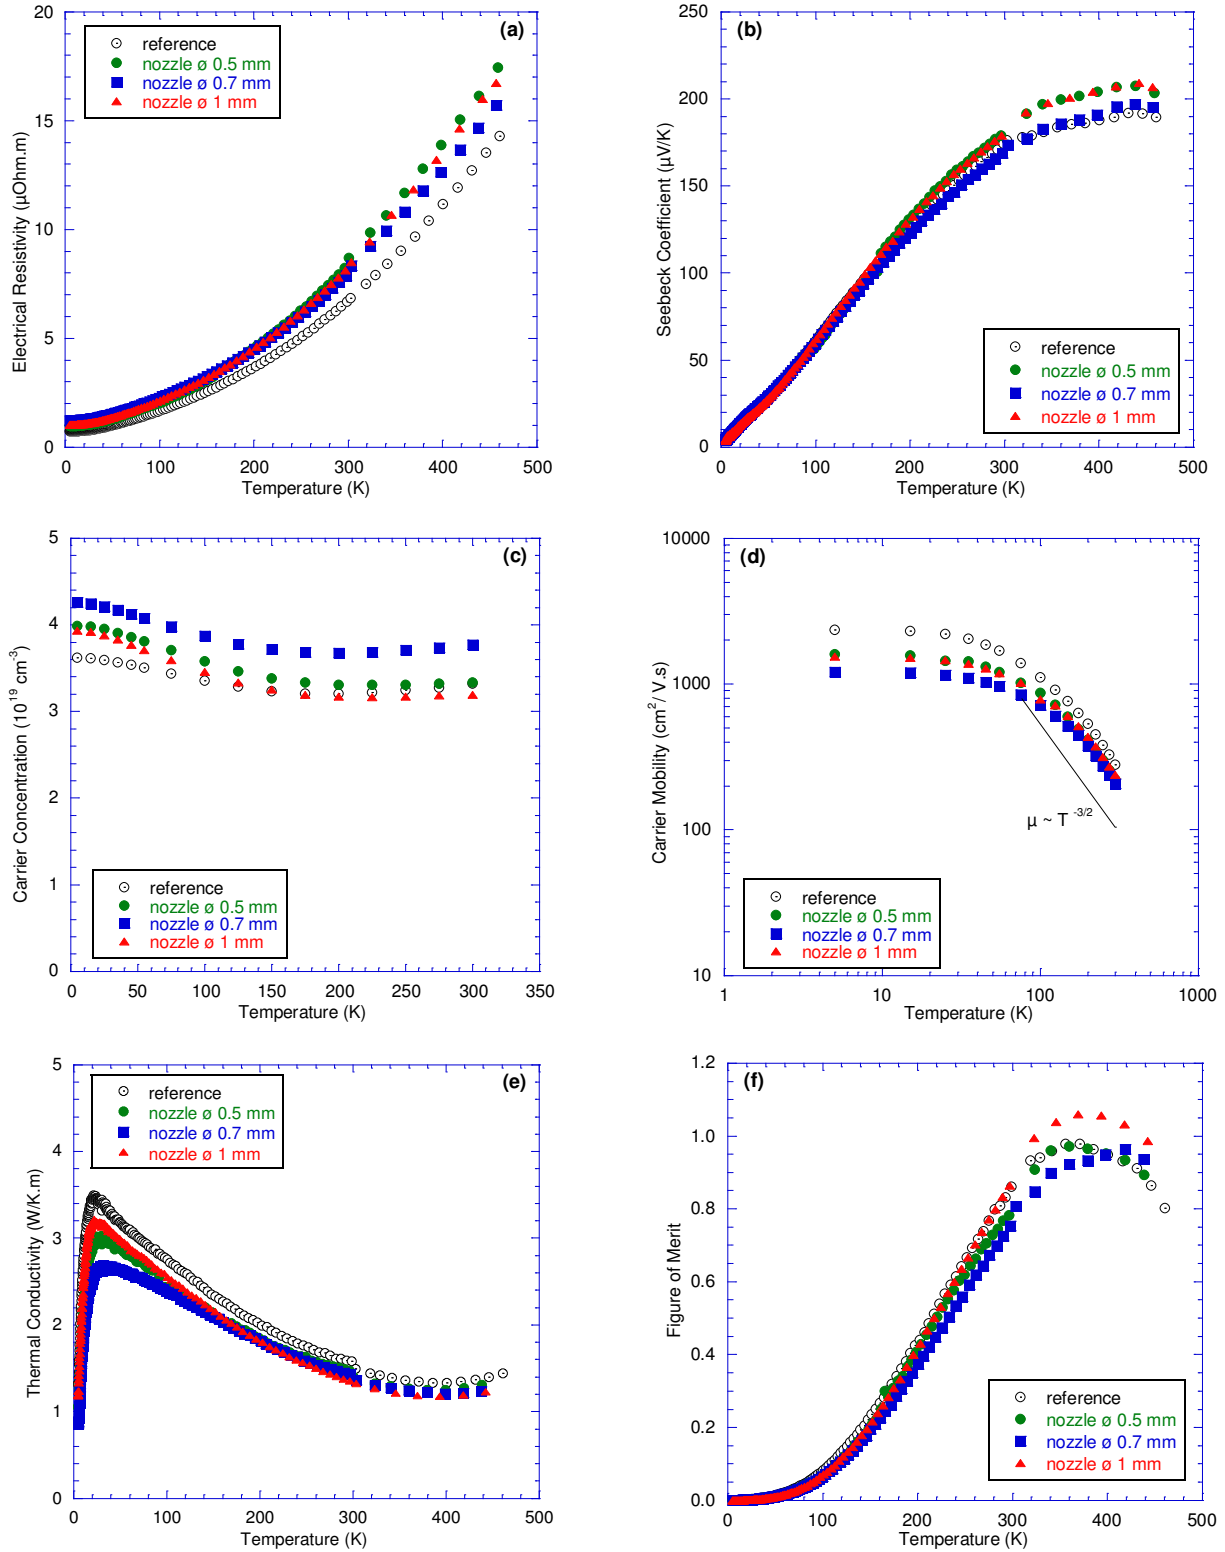 (a)
reference
nozzle ø 0.5 mm
nozzle ø 0.7 mm
nozzle ø 1 mm
Electrical Resistivity (µOhm.m)
20
15
10
5
0
0 100 200 300 400 500
Temperature (K)
(b)
reference
nozzle ø 0.5 mm
nozzle ø 0.7 mm
nozzle ø 1 mm
Seebeck Coefficient (µV/K)
250
200
150
100
50
0
0 100 200 300 400 500
Temperature (K)
(c)
reference
nozzle ø 0.5 mm
nozzle ø 0.7 mm
nozzle ø 1 mm
Carrier Concentration (10^19 cm^-3)
5
4
3
2
1
0
0 50 100 150 200 250 300 350
Temperature (K)
(d)
µ ~ T^-3/2
reference
nozzle ø 0.5 mm
nozzle ø 0.7 mm
nozzle ø 1 mm
Carrier Mobility (cm²/ V.s)
10000
1000
100
10
1 10 100 1000
Temperature (K)
(e)
reference
nozzle ø 0.5 mm
nozzle ø 0.7 mm
nozzle ø 1 mm
Thermal Conductivity (W/K.m)
5
4
3
2
1
0
0 100 200 300 400 500
Temperature (K)
(f)
reference
nozzle ø 0.5 mm
nozzle ø 0.7 mm
nozzle ø 1 mm
Figure of Merit
1.2
1.0
0.8
0.6
0.4
0.2
0.0
0 100 200 300 400 500
Temperature (K)